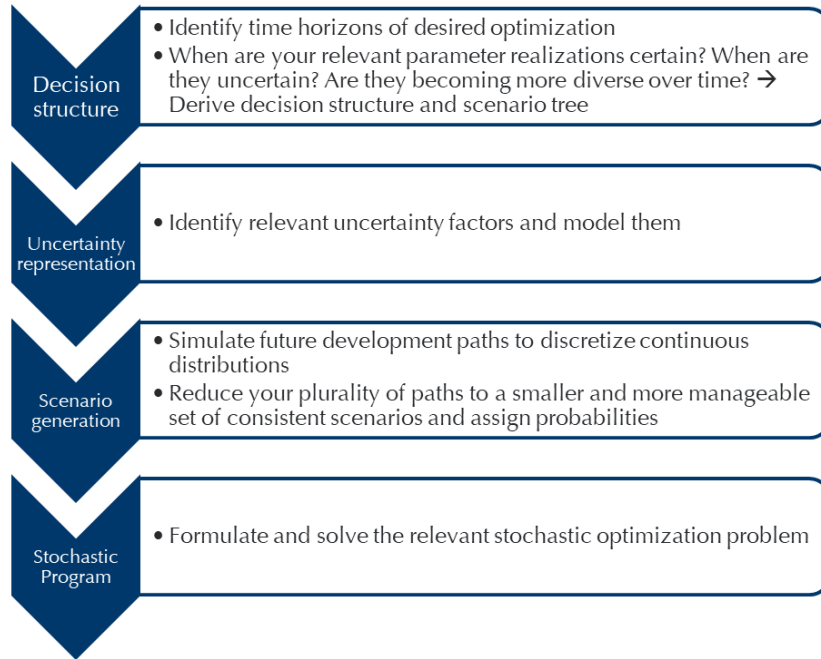 Decision
structure
• Identify time horizons of desired optimization
• When are your relevant parameter realizations certain? When are
they uncertain? Are they becoming more diverse over time? →
Derive decision structure and scenario tree
Uncertainty
representation
• Identify relevant uncertainty factors and model them
Scenario
generation
• Simulate future development paths to discretize continuous
distributions
• Reduce your plurality of paths to a smaller and more manageable
set of consistent scenarios and assign probabilities
Stochastic
Program
• Formulate and solve the relevant stochastic optimization problem